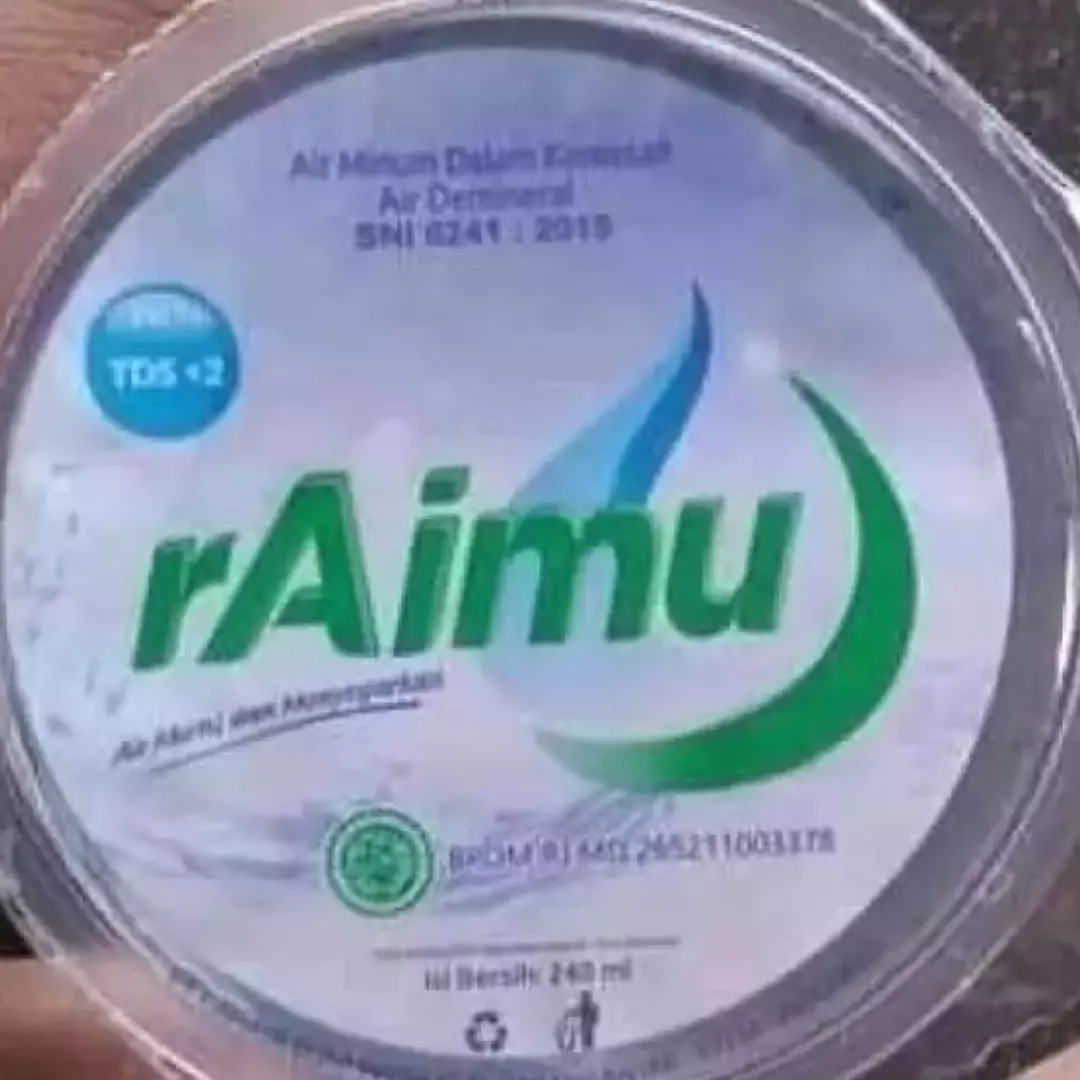 Air Minum Dalam Kemasan
Air Demineral
SNI 6241 : 2015
TDS <2
rAimu
Air Murni dan Menyegarkan
BPOM RI MD 265211003378
Isi Bersih: 240 ml